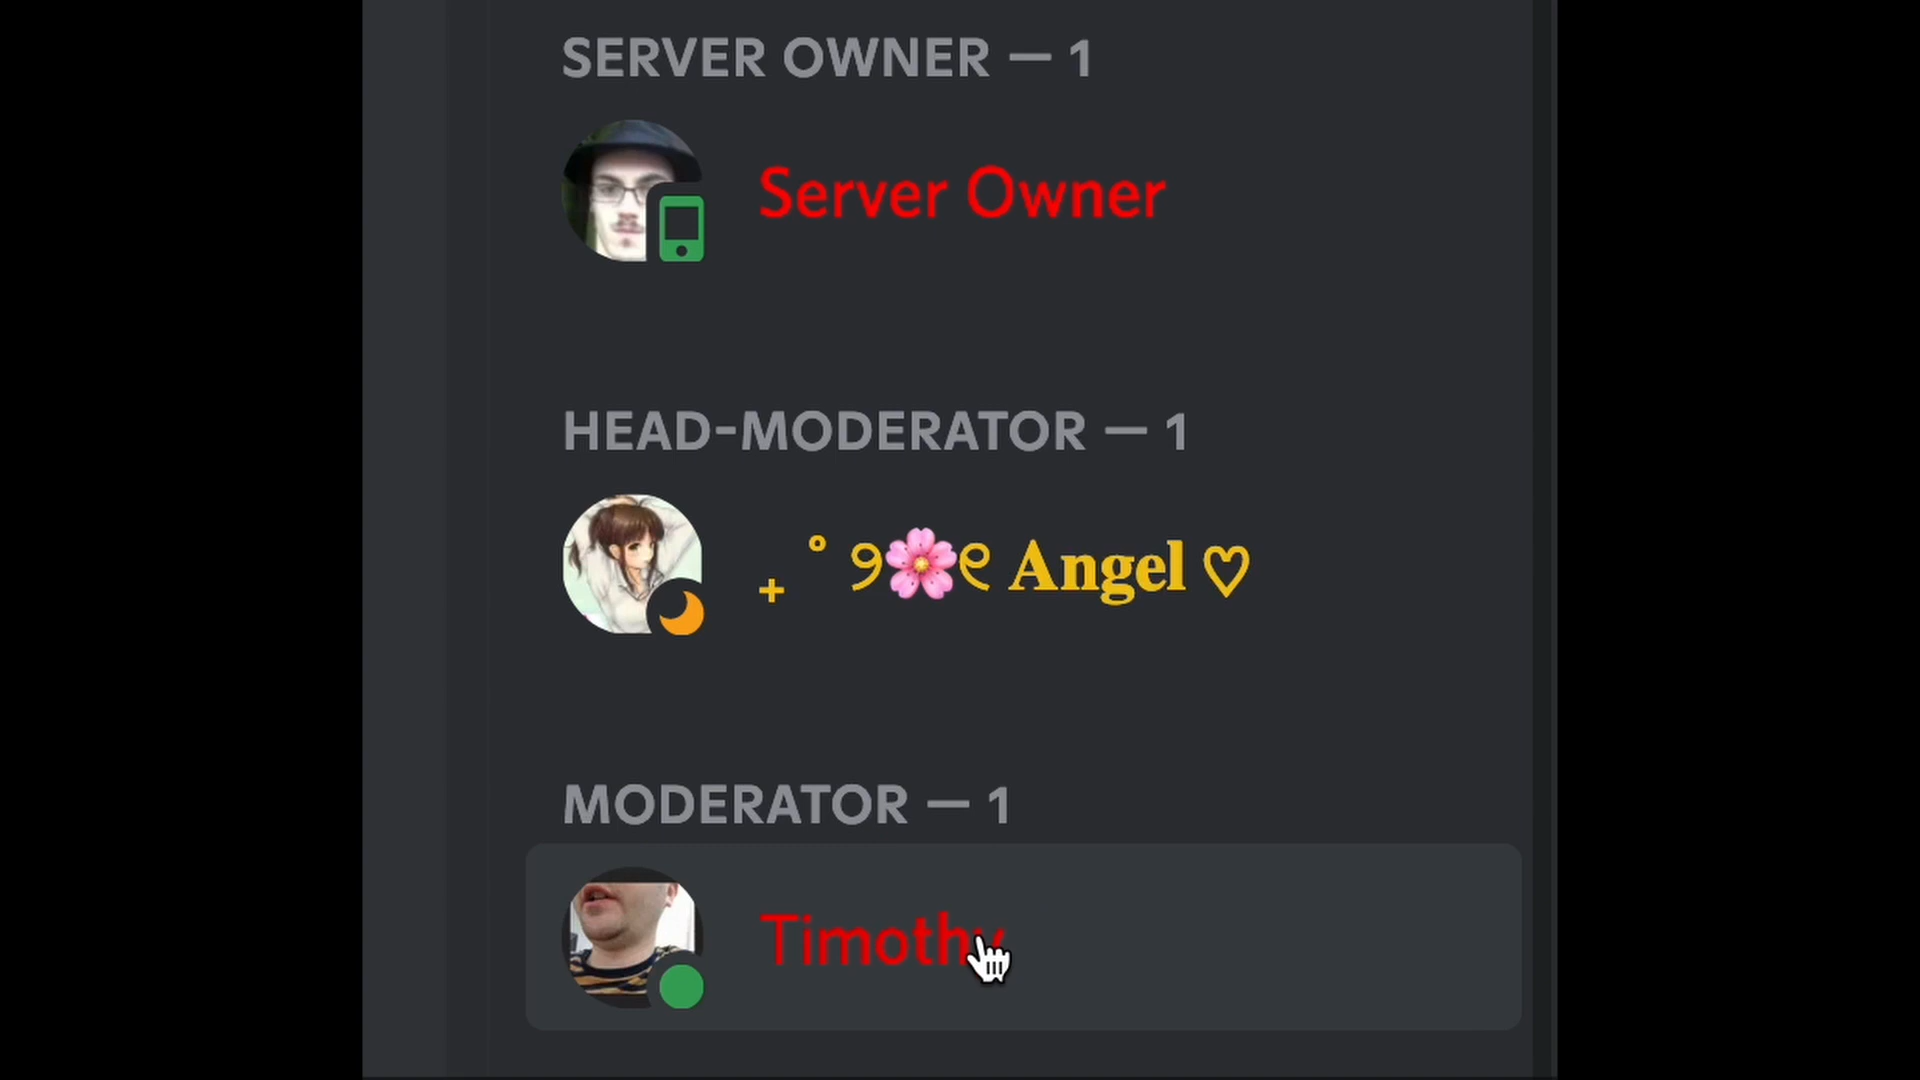 SERVER OWNER — 1
Server Owner
HEAD-MODERATOR — 1
₊ ˚ ୨🌸୧ 𝐀𝐧𝐠𝐞𝐥 ♡
MODERATOR — 1
Timothy